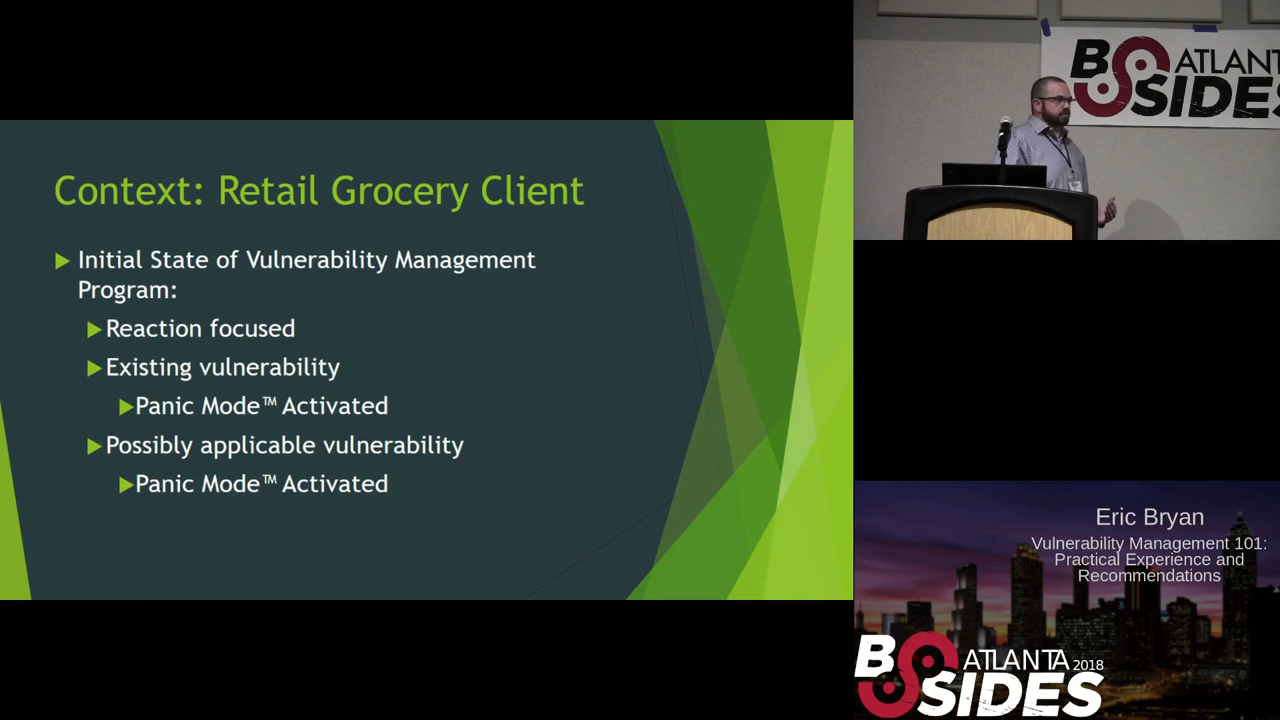 Context: Retail Grocery Client
Initial State of Vulnerability Management
Program:
Reaction focused
Existing vulnerability
Panic Mode™ Activated
Possibly applicable vulnerability
Panic Mode™ Activated
BSIDES ATLANTA
Eric Bryan
Vulnerability Management 101:
Practical Experience and
Recommendations
BSIDES ATLANTA 2018